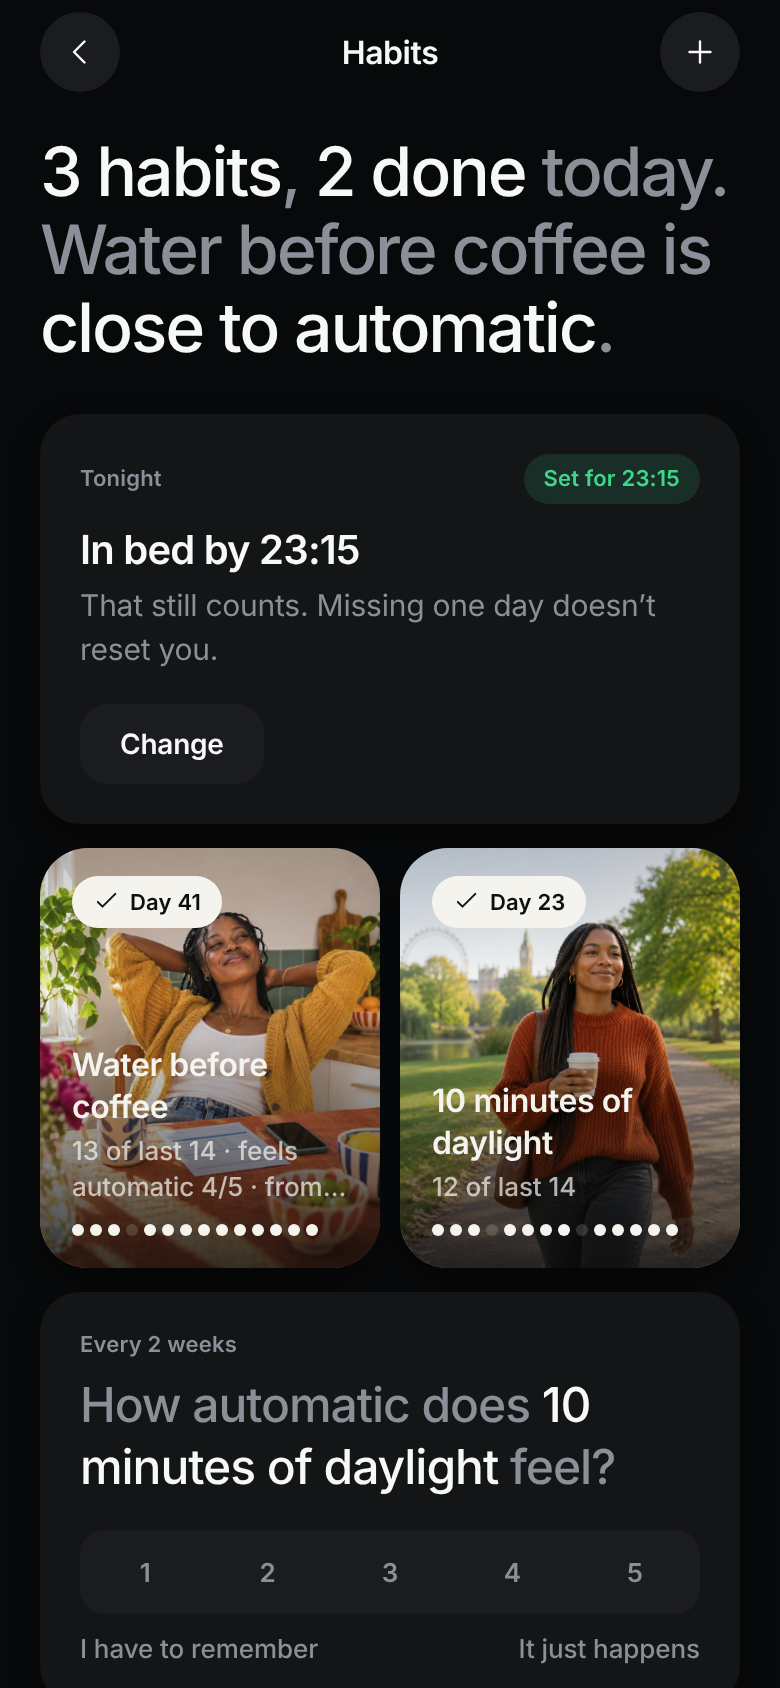 Habits
3 habits, 2 done today.
Water before coffee is
close to automatic.
Tonight
Set for 23:15
In bed by 23:15
That still counts. Missing one day doesn’t
reset you.
Change
Day 41
Water before
coffee
13 of last 14 · feels
automatic 4/5 · from…
Day 23
10 minutes of
daylight
12 of last 14
Every 2 weeks
How automatic does 10
minutes of daylight feel?
1 2 3 4 5
I have to remember
It just happens